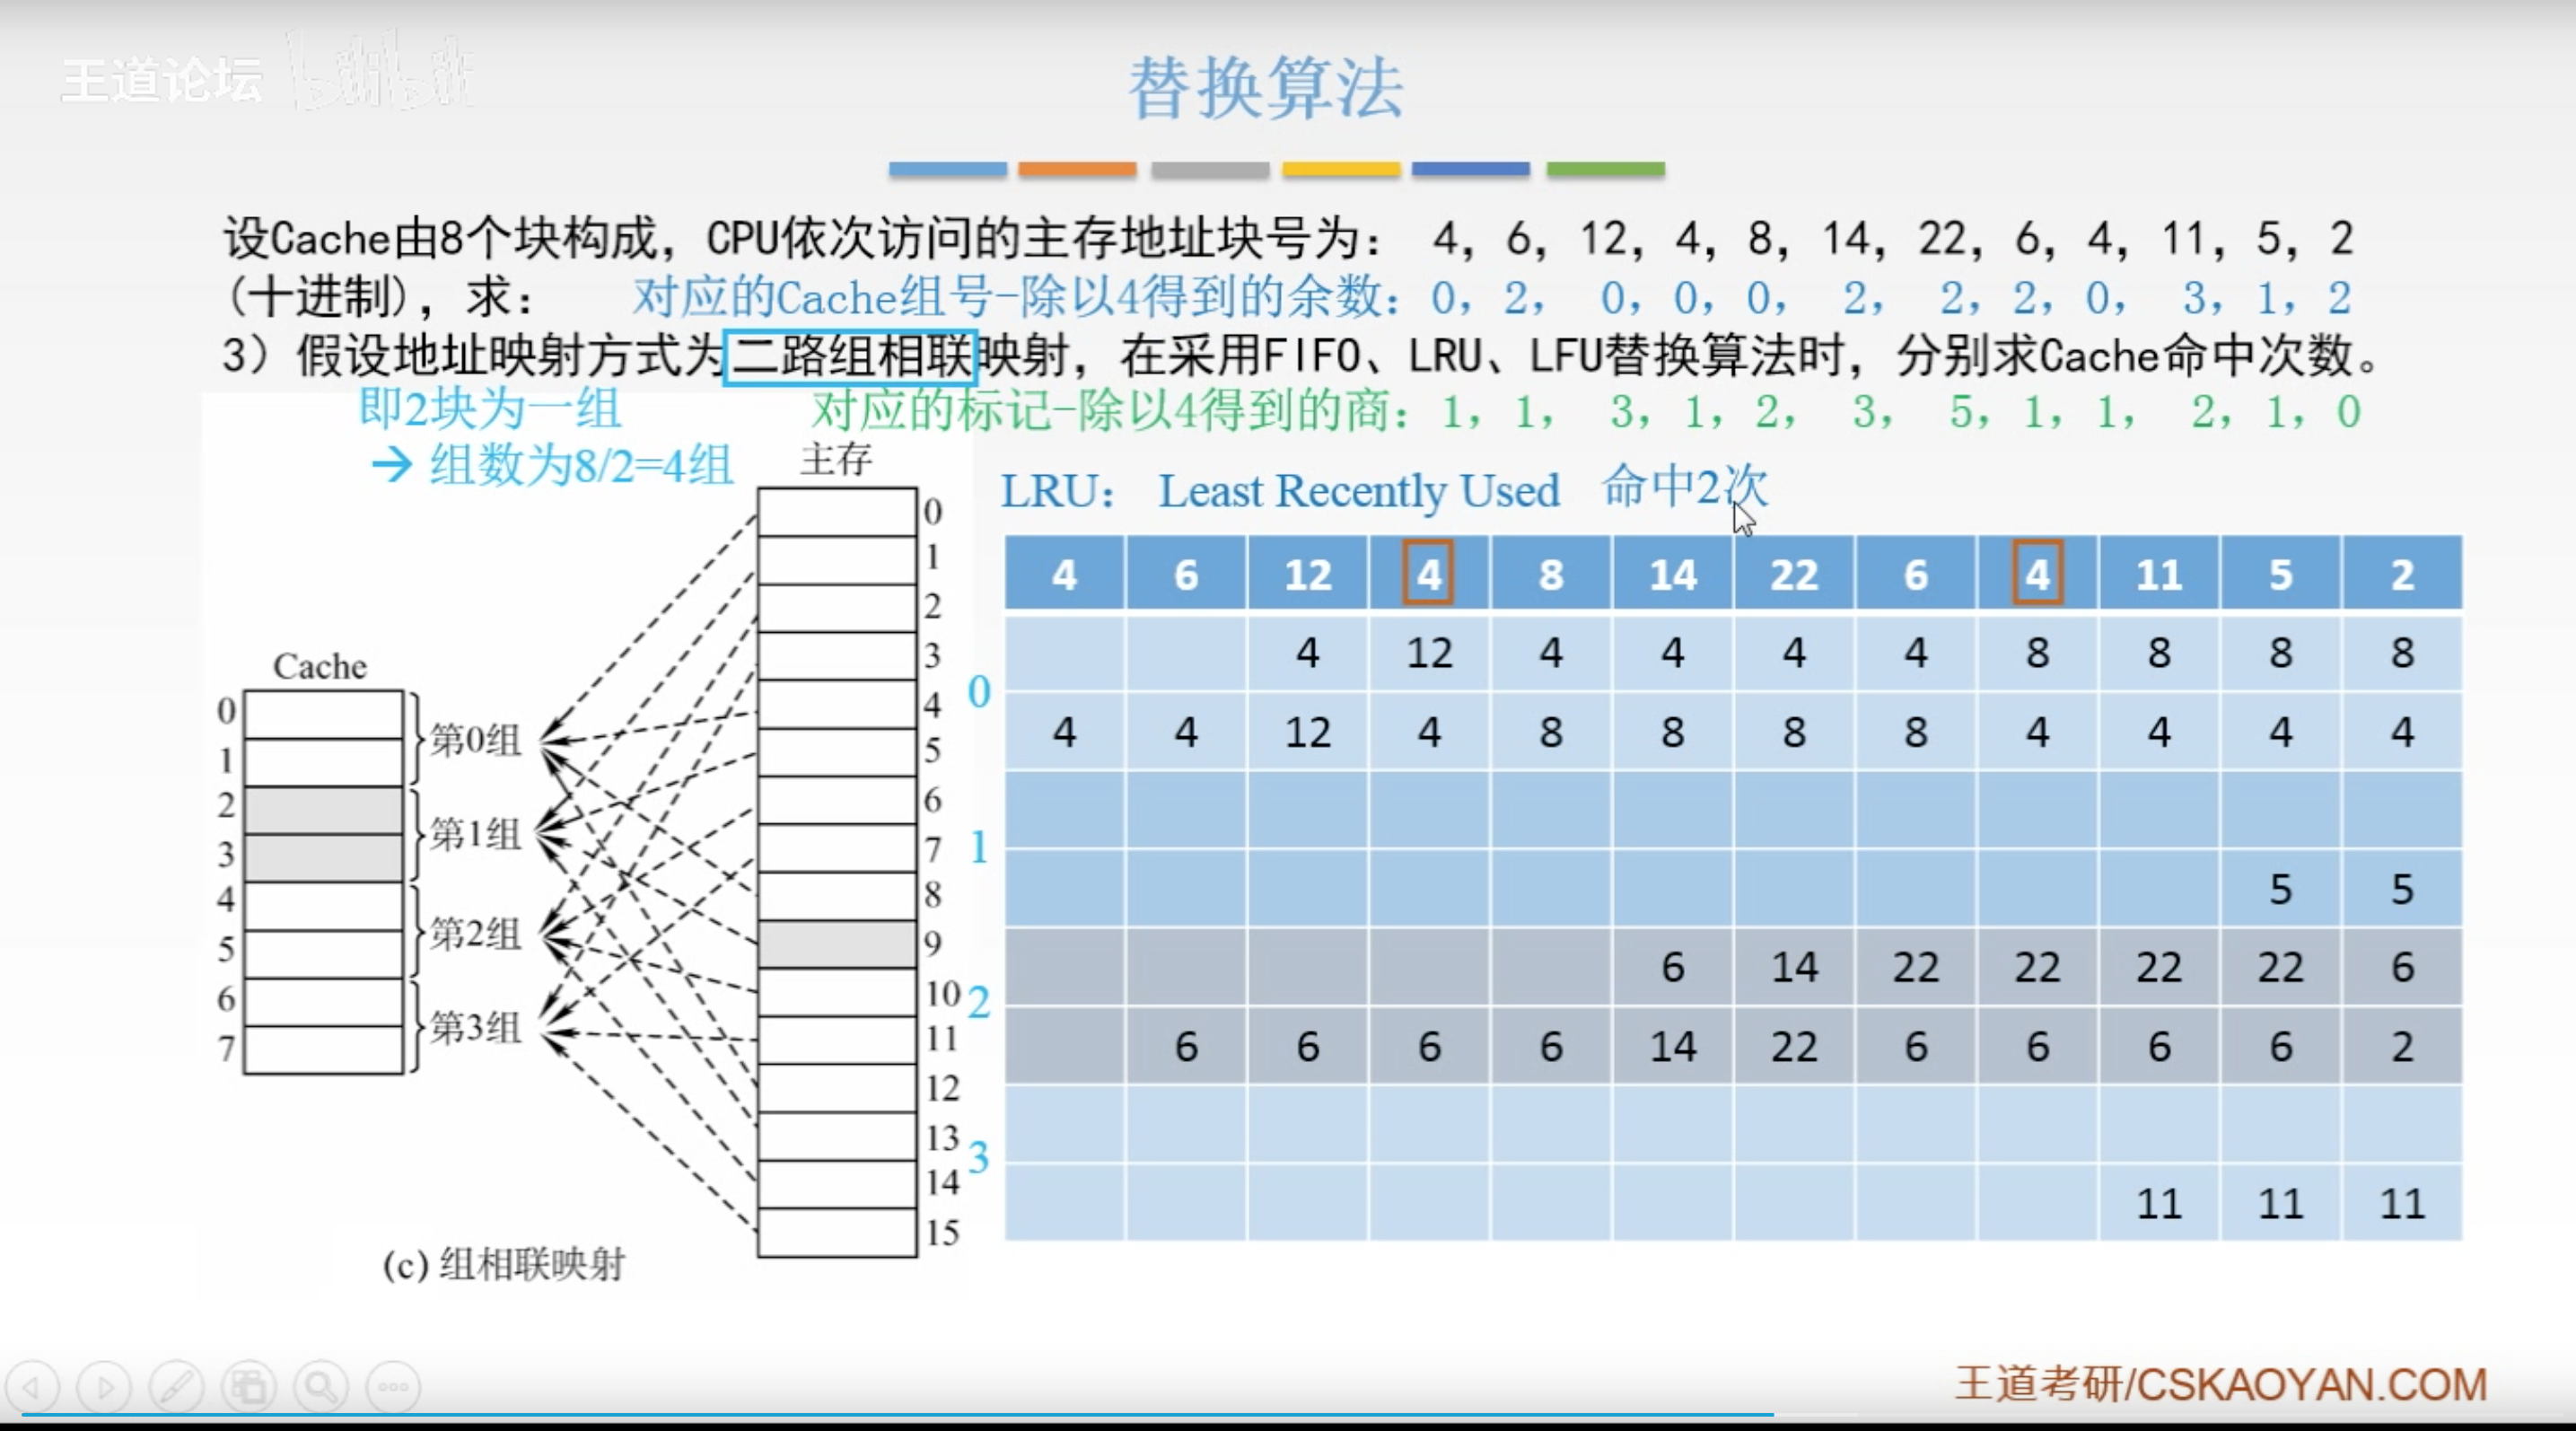 王道论坛 bilibili
替换算法
设Cache由8个块构成，CPU依次访问的主存地址块号为： 4, 6, 12, 4, 8, 14, 22, 6, 4, 11, 5, 2
(十进制)，求： 对应的Cache组号-除以4得到的余数：0, 2, 0, 0, 0, 2, 2, 2, 0, 3, 1, 2
3）假设地址映射方式为二路组相联映射，在采用FIFO、LRU、LFU替换算法时，分别求Cache命中次数。
即2块为一组 对应的标记-除以4得到的商：1, 1, 3, 1, 2, 3, 5, 1, 1, 2, 1, 0
→ 组数为8/2=4组
主存
0
1
2
3
4
5
6
7
8
9
10
11
12
13
14
15
Cache
0
1
2
3
4
5
6
7
第0组
第1组
第2组
第3组
(c) 组相联映射
LRU： Least Recently Used 命中2次
4 6 12 4 8 14 22 6 4 11 5 2
0
4 12 4 4 4 4 8 8 8 8
4 4 12 4 8 8 8 8 4 4 4 4
1
5 5
2
6 14 22 22 22 22 6
6 6 6 6 14 22 6 6 6 6 2
3
11 11 11
王道考研/CSKAOYAN.COM